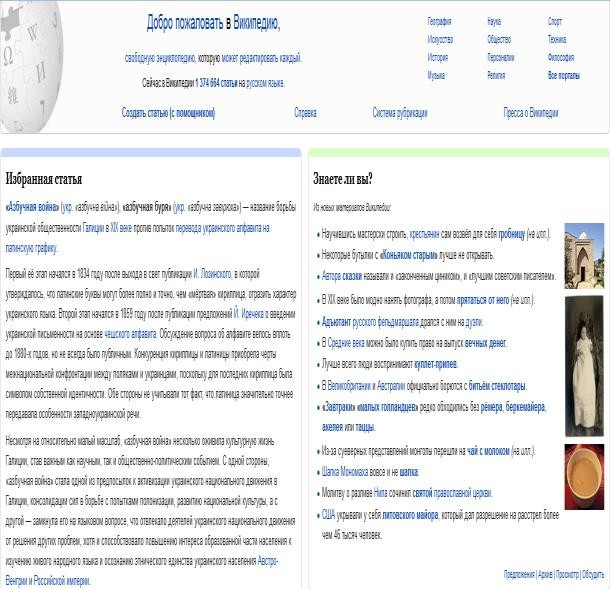 Добро пожаловать в Википедию,
свободную энциклопедию, которую может редактировать каждый.
Сейчас в Википедии 1 374 664 статьи на русском языке.
География Наука Спорт
Искусство Общество Техника
История Персоналии Философия
Музыка Религия Все порталы
Создать статью (с помощником) Справка Система рубрикации Пресса о Википедии
Избранная статья
«Азбучная война» (укр. «азбучна війна»), «азбучная буря» (укр. «азбучна завірюха») — название борьбы
украинской общественности Галиции в XIX веке против попыток перевода украинского алфавита на
латинскую графику.
Первый её этап начался в 1834 году после выхода в свет публикации И. Лозинского, в которой
утверждалось, что латинские буквы могут более полно и точно, чем «мёртвая» кириллица, отразить характер
украинского языка. Второй этап начался в 1859 году после публикации предложений Й. Иречека о введении
украинской письменности на основе чешского алфавита. Обсуждение вопроса об алфавите велось вплоть
до 1880-х годов, но не всегда было публичным. Конкуренция кириллицы и латиницы приобрела черты
межнациональной конфронтации между поляками и украинцами, поскольку для последних кириллица была
символом собственной идентичности. Обе стороны не учитывали тот факт, что латиница значительно точнее
передавала особенности западноукраинской речи.
Несмотря на относительно малый масштаб, «азбучная война» несколько оживила культурную жизнь
Галиции, став важным как научным, так и общественно-политическим событием. С одной стороны,
«азбучная война» стала одной из предпосылок к активизации украинского национального движения в
Галиции, консолидации сил в борьбе с попытками полонизации, развитию национальной культуры, а с
другой — замкнула его на языковом вопросе, что отвлекало деятелей украинского национального движения
от решения других проблем, хотя и способствовало повышению интереса образованной части населения к
изучению живого народного языка и осознанию этнического единства украинского населения Австро-
Венгрии и Российской империи.
Знаете ли вы?
Из новых материалов Википедии:
Научившись мастерски строить, крестьянин сам возвёл для себя гробницу (на илл.).
Некоторые бутылки с «Коньяком старым» лучше не открывать.
Автора сказки называли и «законченным циником», и «лучшим советским писателем».
В XIX веке было модно нанять фотографа, а потом прятаться от него (на илл.).
Адъютант русского фельдмаршала дрался с ним на дуэли.
В Средние века можно было купить право на выпуск вечных денег.
Лучше всего люди воспринимают куплет-припев.
В Великобритании и Австралии официально борются с битьём стеклотары.
«Завтраки» «малых голландцев» редко обходились без рёмера, беркемайера,
акелея или таццы.
Из-за суеверных представлений монголы перешли на чай с молоком (на илл.).
Шапка Мономаха вовсе и не шапка.
Молитву о разливе Нила сочинил святой православной церкви.
США укрывали у себя литовского майора, который дал разрешение на расстрел более
чем 46 тысяч человек.
Предложения | Архив | Просмотр | Обсудить